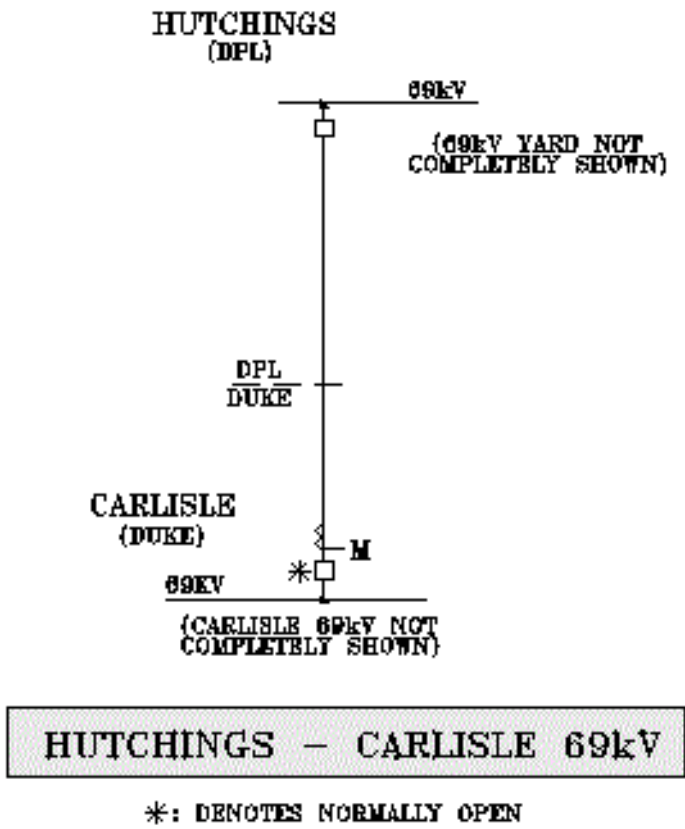 HUTCHINGS
(DPL)
69kV
(69kV YARD NOT
COMPLETELY SHOWN)
DPL
DUKE
CARLISLE
(DUKE)
M
*
69KV
(CARLISLE 69kV NOT
COMPLETELY SHOWN)
HUTCHINGS – CARLISLE 69kV
*: DENOTES NORMALLY OPEN